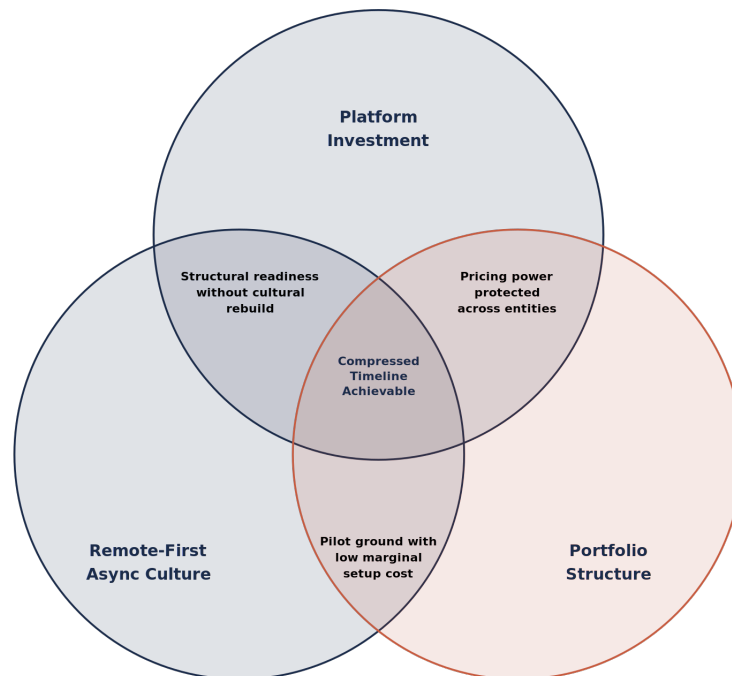 Platform
Investment
Structural readiness
without cultural
rebuild
Pricing power
protected
across entities
Compressed
Timeline
Achievable
Remote-First
Async Culture
Pilot ground with
low marginal
setup cost
Portfolio
Structure